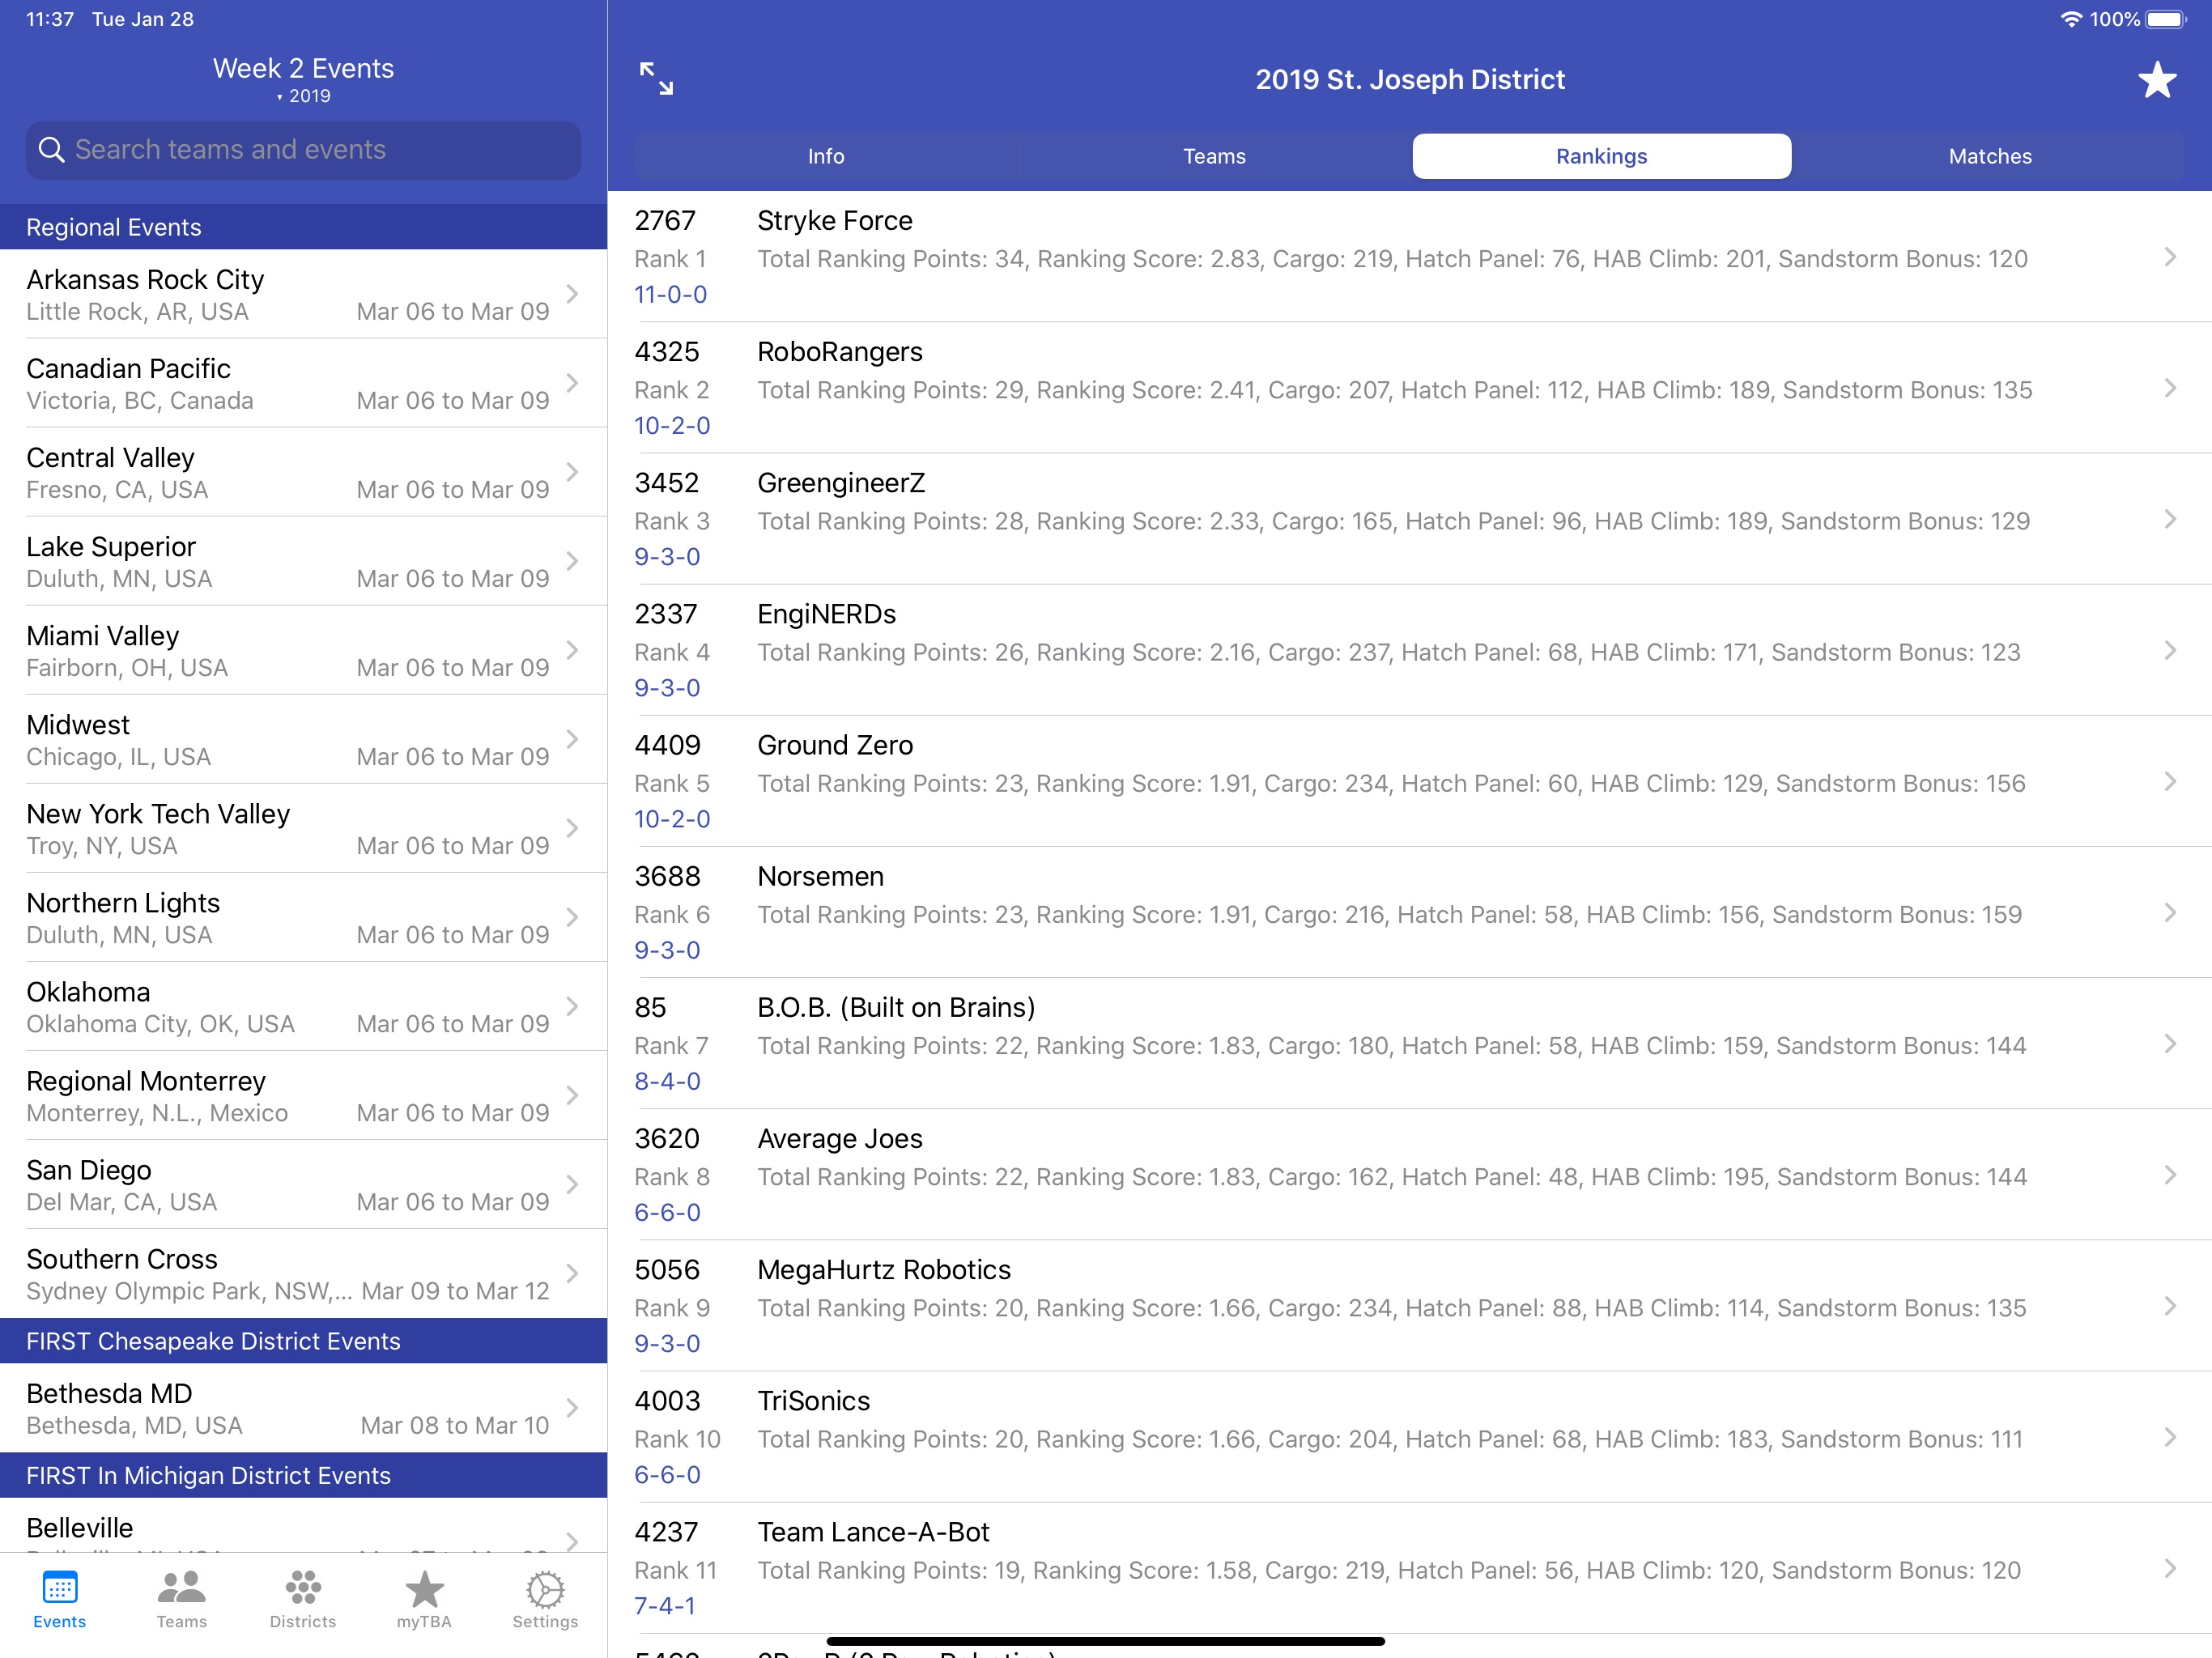 11:37 Tue Jan 28
100%
Week 2 Events
▾ 2019
Search teams and events
Regional Events
Arkansas Rock City
Little Rock, AR, USA Mar 06 to Mar 09
Canadian Pacific
Victoria, BC, Canada Mar 06 to Mar 09
Central Valley
Fresno, CA, USA Mar 06 to Mar 09
Lake Superior
Duluth, MN, USA Mar 06 to Mar 09
Miami Valley
Fairborn, OH, USA Mar 06 to Mar 09
Midwest
Chicago, IL, USA Mar 06 to Mar 09
New York Tech Valley
Troy, NY, USA Mar 06 to Mar 09
Northern Lights
Duluth, MN, USA Mar 06 to Mar 09
Oklahoma
Oklahoma City, OK, USA Mar 06 to Mar 09
Regional Monterrey
Monterrey, N.L., Mexico Mar 06 to Mar 09
San Diego
Del Mar, CA, USA Mar 06 to Mar 09
Southern Cross
Sydney Olympic Park, NSW,... Mar 09 to Mar 12
FIRST Chesapeake District Events
Bethesda MD
Bethesda, MD, USA Mar 08 to Mar 10
FIRST In Michigan District Events
Belleville
Events Teams Districts myTBA Settings
2019 St. Joseph District
Info Teams Rankings Matches
2767 Stryke Force
Rank 1 Total Ranking Points: 34, Ranking Score: 2.83, Cargo: 219, Hatch Panel: 76, HAB Climb: 201, Sandstorm Bonus: 120
11-0-0
4325 RoboRangers
Rank 2 Total Ranking Points: 29, Ranking Score: 2.41, Cargo: 207, Hatch Panel: 112, HAB Climb: 189, Sandstorm Bonus: 135
10-2-0
3452 GreengineerZ
Rank 3 Total Ranking Points: 28, Ranking Score: 2.33, Cargo: 165, Hatch Panel: 96, HAB Climb: 189, Sandstorm Bonus: 129
9-3-0
2337 EngiNERDs
Rank 4 Total Ranking Points: 26, Ranking Score: 2.16, Cargo: 237, Hatch Panel: 68, HAB Climb: 171, Sandstorm Bonus: 123
9-3-0
4409 Ground Zero
Rank 5 Total Ranking Points: 23, Ranking Score: 1.91, Cargo: 234, Hatch Panel: 60, HAB Climb: 129, Sandstorm Bonus: 156
10-2-0
3688 Norsemen
Rank 6 Total Ranking Points: 23, Ranking Score: 1.91, Cargo: 216, Hatch Panel: 58, HAB Climb: 156, Sandstorm Bonus: 159
9-3-0
85 B.O.B. (Built on Brains)
Rank 7 Total Ranking Points: 22, Ranking Score: 1.83, Cargo: 180, Hatch Panel: 58, HAB Climb: 159, Sandstorm Bonus: 144
8-4-0
3620 Average Joes
Rank 8 Total Ranking Points: 22, Ranking Score: 1.83, Cargo: 162, Hatch Panel: 48, HAB Climb: 195, Sandstorm Bonus: 144
6-6-0
5056 MegaHurtz Robotics
Rank 9 Total Ranking Points: 20, Ranking Score: 1.66, Cargo: 234, Hatch Panel: 88, HAB Climb: 114, Sandstorm Bonus: 135
9-3-0
4003 TriSonics
Rank 10 Total Ranking Points: 20, Ranking Score: 1.66, Cargo: 204, Hatch Panel: 68, HAB Climb: 183, Sandstorm Bonus: 111
6-6-0
4237 Team Lance-A-Bot
Rank 11 Total Ranking Points: 19, Ranking Score: 1.58, Cargo: 219, Hatch Panel: 56, HAB Climb: 120, Sandstorm Bonus: 120
7-4-1